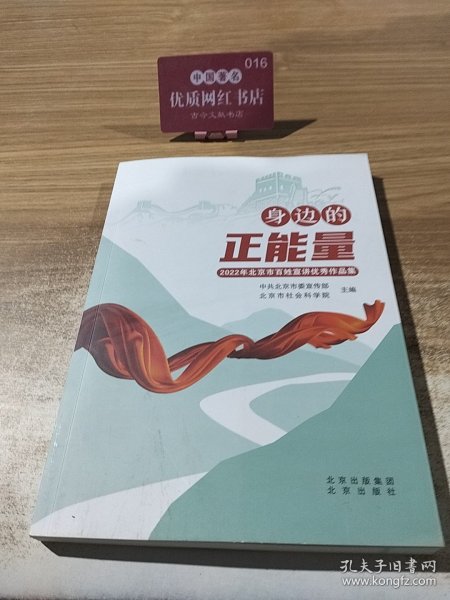 016
中国著名
优质网红书店
古今文献书店
身边的
正能量
2022年北京市百姓宣讲优秀作品集
中共北京市委宣传部
北京市社会科学院
主编
北京出版集团
北京出版社
孔夫子旧书网
www.kongfz.com